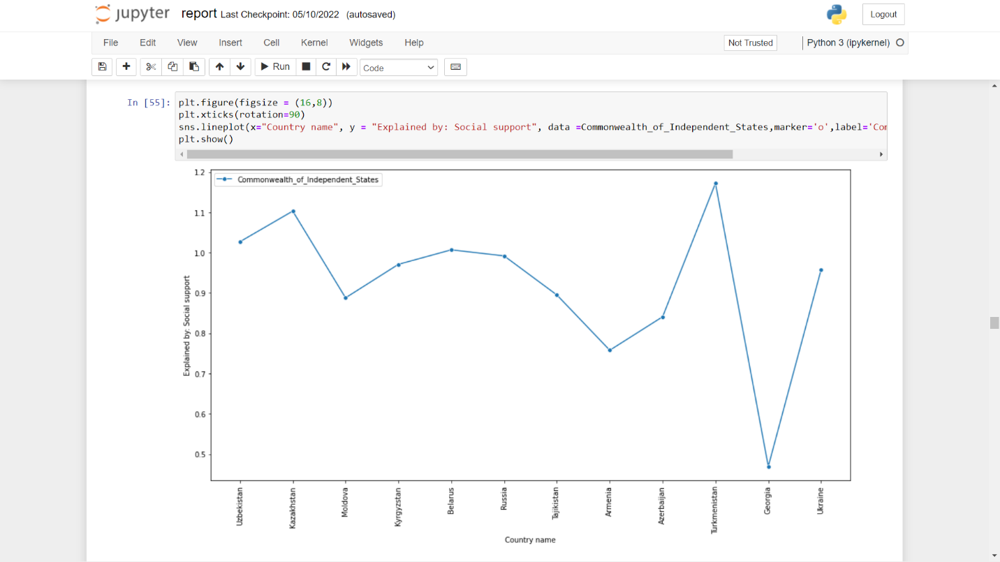 jupyter report Last Checkpoint: 05/10/2022 (autosaved)
Logout
File Edit View Insert Cell Kernel Widgets Help
Not Trusted
Python 3 (ipykernel)
Run
Code
In [55]:
plt.figure(figsize = (16,8))
plt.xticks(rotation=90)
sns.lineplot(x="Country name", y = "Explained by: Social support", data =Commonwealth_of_Independent_States,marker='o',label='Com
plt.show()
Commonwealth_of_Independent_States
1.2
1.1
1.0
0.9
0.8
0.7
0.6
0.5
Explained by: Social support
Uzbekistan
Kazakhstan
Moldova
Kyrgyzstan
Belarus
Russia
Tajikistan
Armenia
Azerbaijan
Turkmenistan
Georgia
Ukraine
Country name